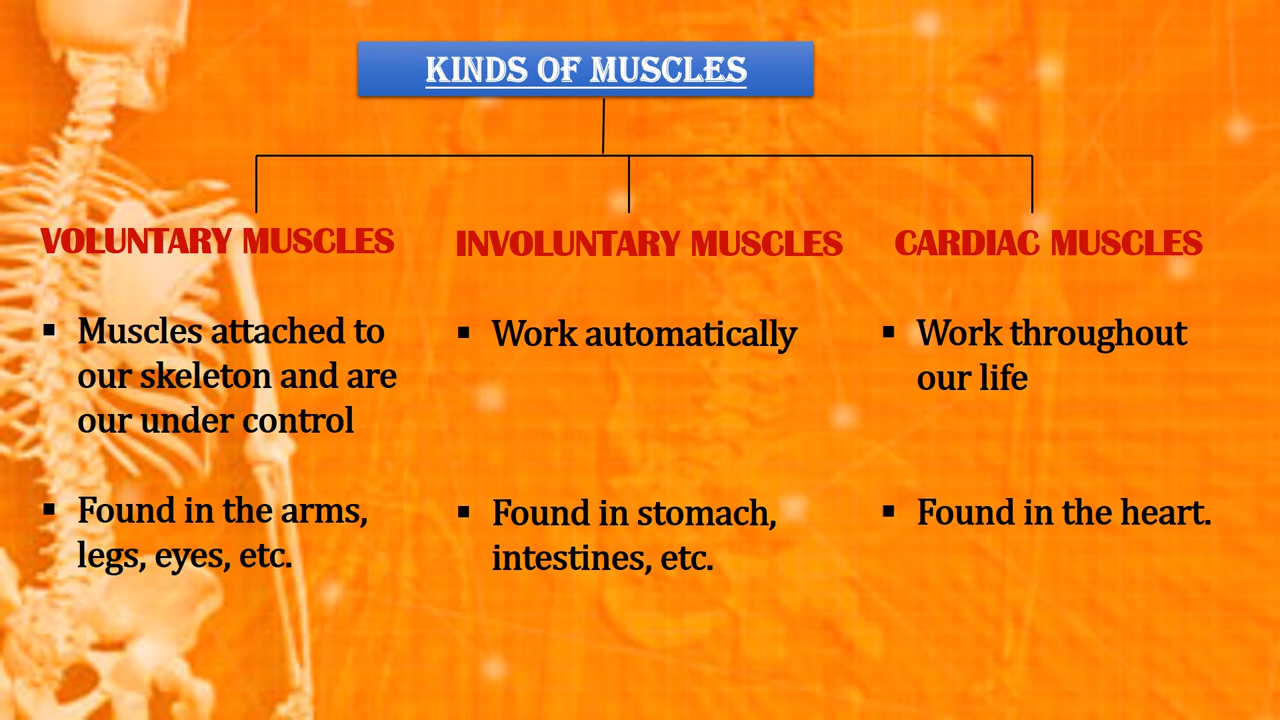 KINDS OF MUSCLES
VOLUNTARY MUSCLES
▪ Muscles attached to
our skeleton and are
our under control
▪ Found in the arms,
legs, eyes, etc.
INVOLUNTARY MUSCLES
▪ Work automatically
▪ Found in stomach,
intestines, etc.
CARDIAC MUSCLES
▪ Work throughout
our life
▪ Found in the heart.